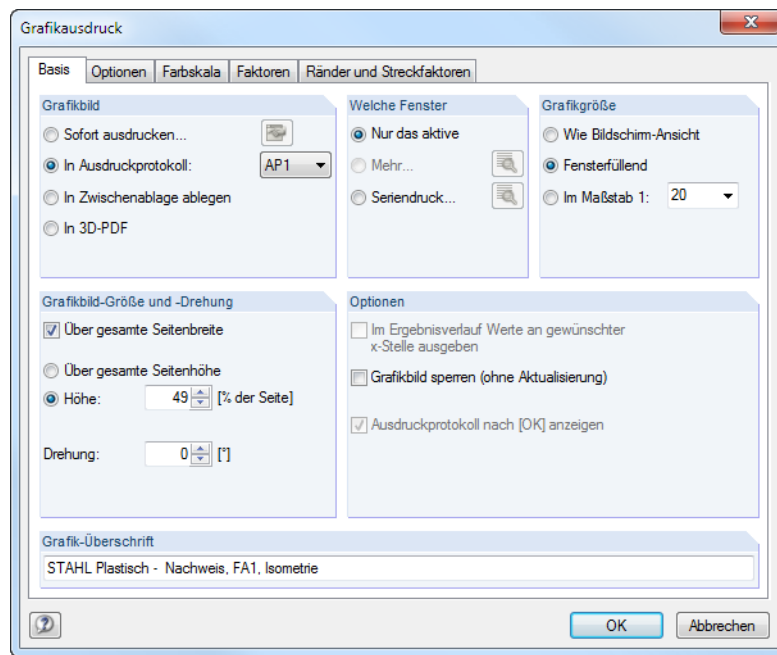 Grafikausdruck
Basis
Optionen
Farbskala
Faktoren
Ränder und Streckfaktoren
Grafikbild
Sofort ausdrucken...
In Ausdruckprotokoll:
AP1
In Zwischenablage ablegen
In 3D-PDF
Welche Fenster
Nur das aktive
Mehr...
Seriendruck...
Grafikgröße
Wie Bildschirm-Ansicht
Fensterfüllend
Im Maßstab 1:
20
Grafikbild-Größe und -Drehung
Über gesamte Seitenbreite
Über gesamte Seitenhöhe
Höhe:
49
[% der Seite]
Drehung:
0
[°]
Optionen
Im Ergebnisverlauf Werte an gewünschter
x-Stelle ausgeben
Grafikbild sperren (ohne Aktualisierung)
Ausdruckprotokoll nach [OK] anzeigen
Grafik-Überschrift
STAHL Plastisch -  Nachweis, FA1, Isometrie
OK
Abbrechen